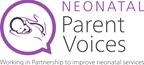 NEONATAL
Parent
Voices
Working in Partnership to improve neonatal services